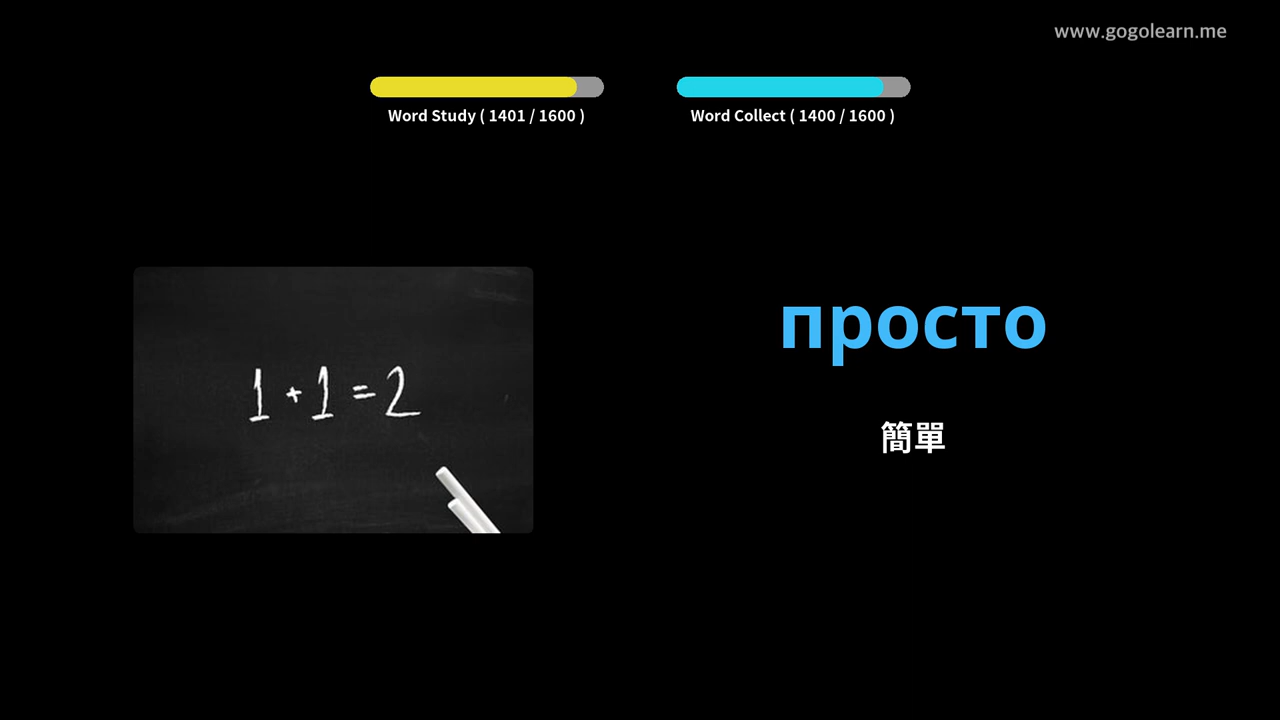 www.gogolearn.me
Word Study ( 1401 / 1600 )
Word Collect ( 1400 / 1600 )
1 + 1 = 2
просто
簡單